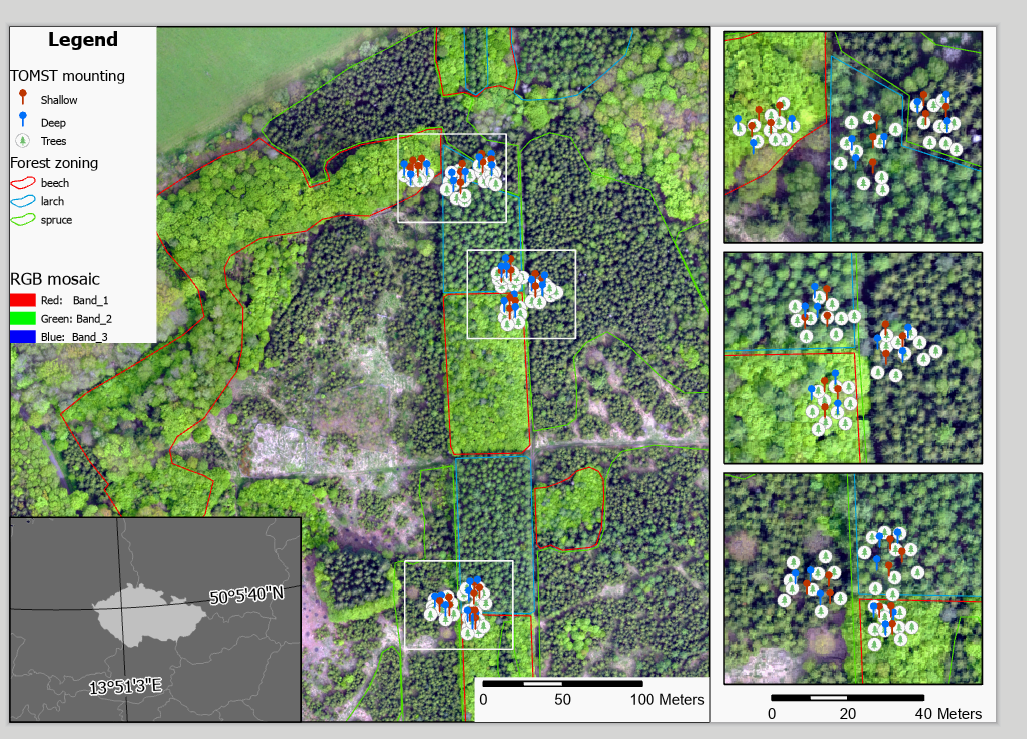 Legend
TOMST mounting
Shallow
Deep
Trees
Forest zoning
beech
larch
spruce
RGB mosaic
Red: Band_1
Green: Band_2
Blue: Band_3
50°5'40"N
13°51'3"E
0 50 100 Meters
0 20 40 Meters